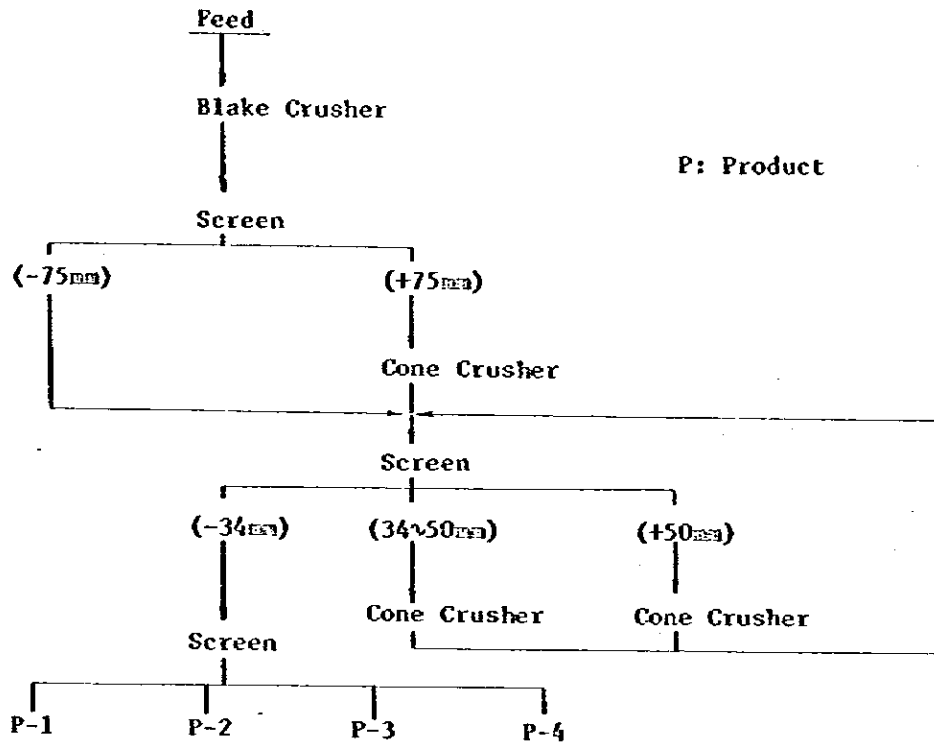 Feed
Blake Crusher
P: Product
Screen
(-75mm) (+75mm)
Cone Crusher
Screen
(-34mm) (34~50mm) (+50mm)
Cone Crusher Cone Crusher
Screen
P-1 P-2 P-3 P-4